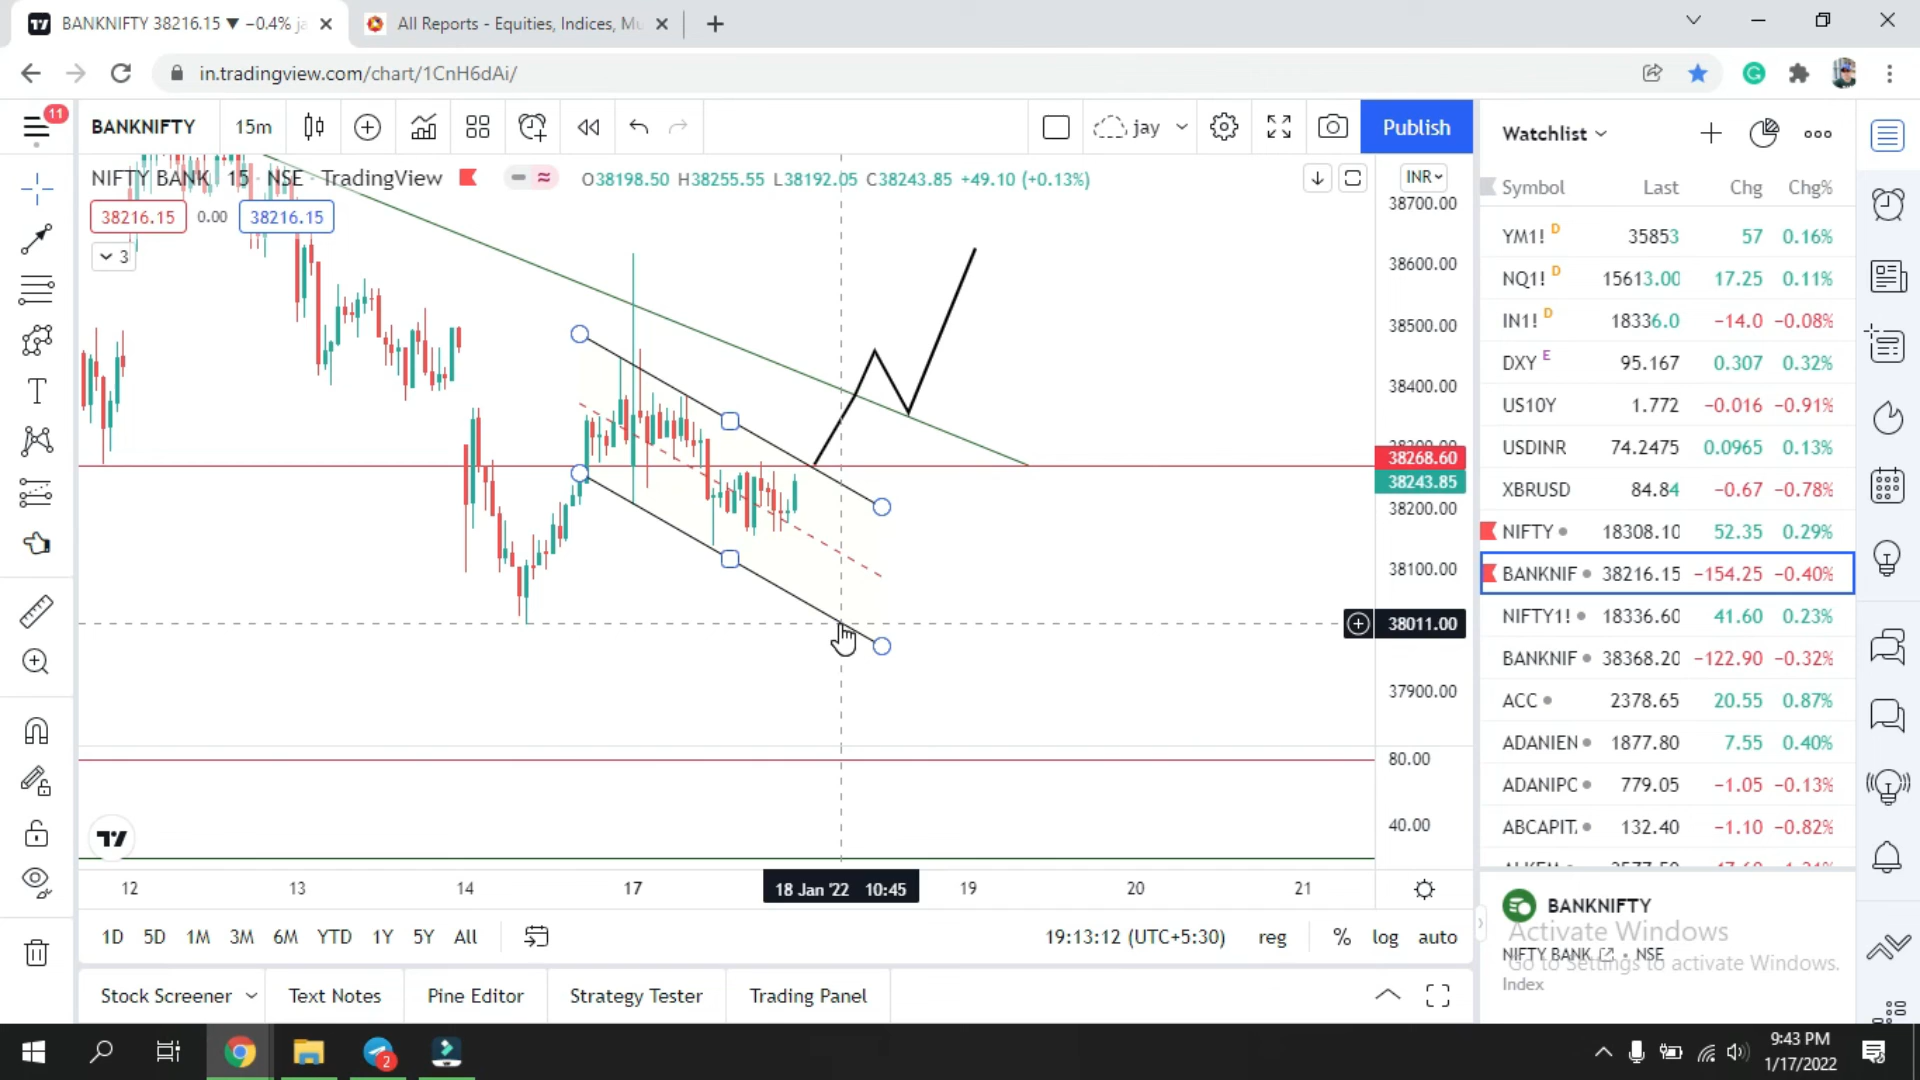 BANKNIFTY 38216.15 ▼ −0.4% ja
All Reports - Equities, Indices, Mu
in.tradingview.com/chart/1CnH6dAi/
11
BANKNIFTY 15m jay Publish
NIFTY BANK 15 NSE TradingView O38198.50 H38255.55 L38192.05 C38243.85 +49.10 (+0.13%)
INR
38216.15 0.00 38216.15
3
38700.00
38600.00
38500.00
38400.00
38268.60
38243.85
38200.00
38100.00
38011.00
37900.00
80.00
40.00
12 13 14 17 18 Jan '22 10:45 19 20 21
1D 5D 1M 3M 6M YTD 1Y 5Y All 19:13:12 (UTC+5:30) reg % log auto
Stock Screener Text Notes Pine Editor Strategy Tester Trading Panel
Watchlist
Symbol Last Chg Chg%
YM1! D 35853 57 0.16%
NQ1! D 15613.00 17.25 0.11%
IN1! D 18336.0 −14.0 −0.08%
DXY E 95.167 0.307 0.32%
US10Y 1.772 −0.016 −0.91%
USDINR 74.2475 0.0965 0.13%
XBRUSD 84.84 −0.67 −0.78%
NIFTY 18308.10 52.35 0.29%
BANKNIF 38216.15 −154.25 −0.40%
NIFTY1! 18336.60 41.60 0.23%
BANKNIF 38368.20 −122.90 −0.32%
ACC 2378.65 20.55 0.87%
ADANIEN 1877.80 7.55 0.40%
ADANIPC 779.05 −1.05 −0.13%
ABCAPIT. 132.40 −1.10 −0.82%
BANKNIFTY
Activate Windows
NIFTY BANK • NSE
Go to Settings to activate Windows.
Index
2
9:43 PM
1/17/2022